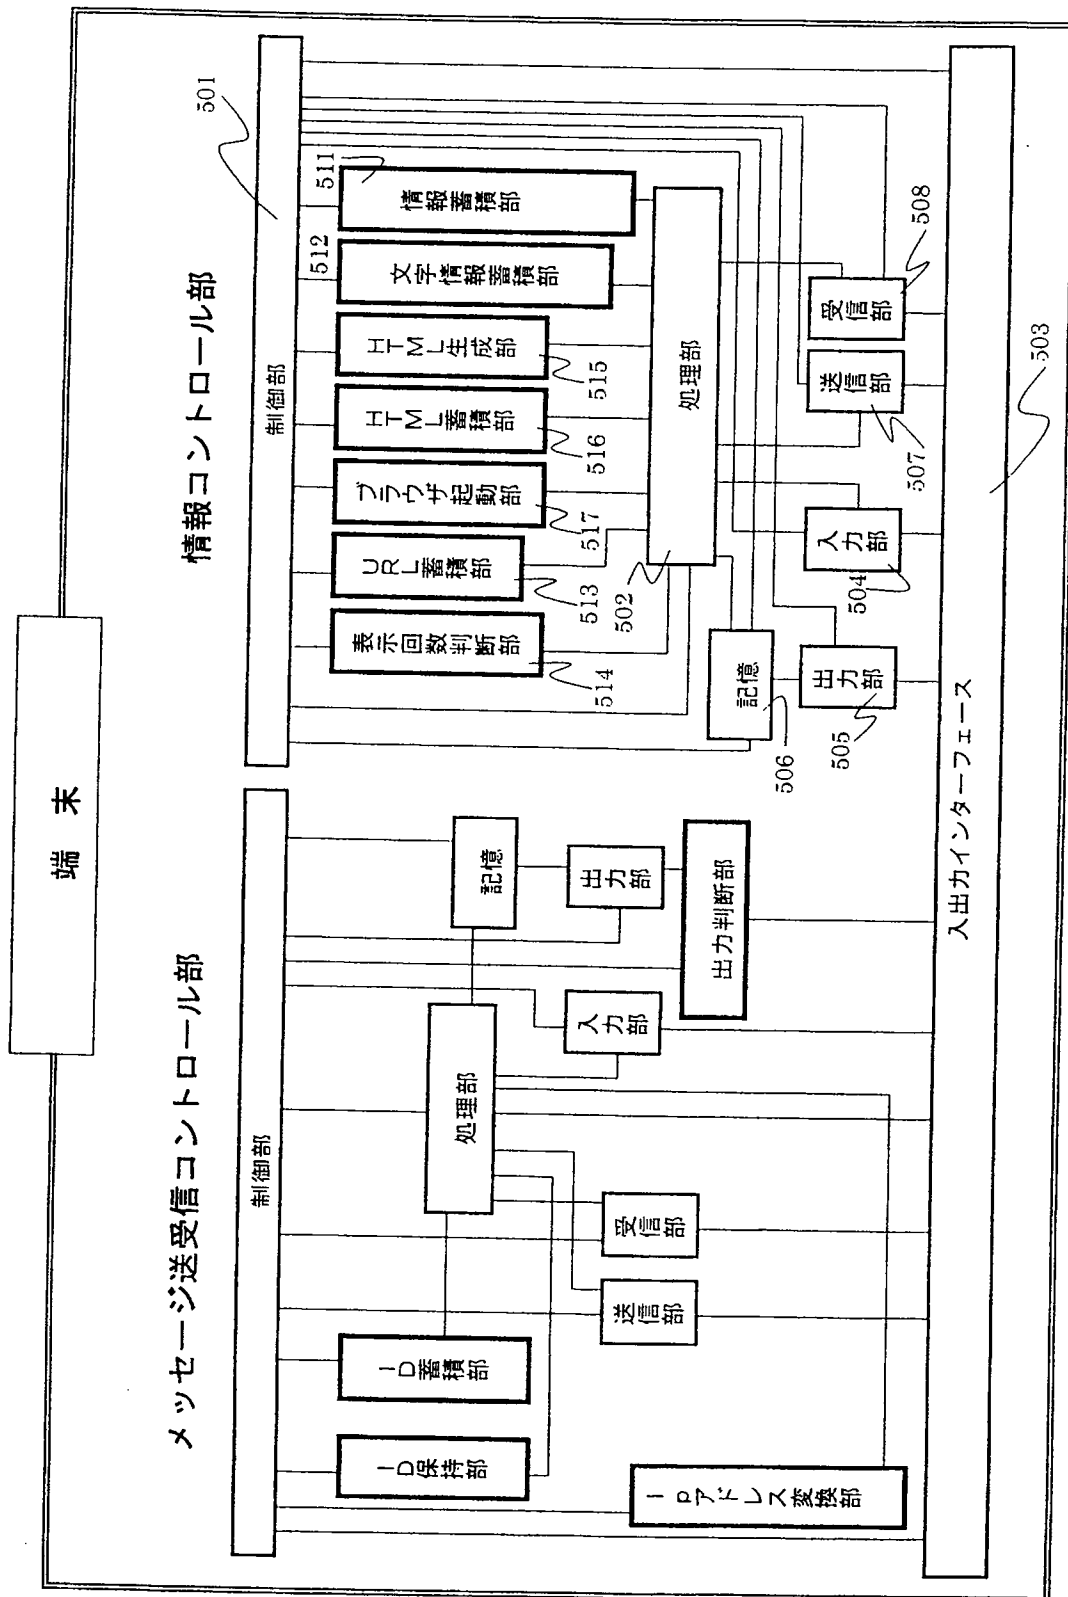 端末
メッセージ送受信コントロール部
制御部
ID保持部
ID蓄積部
IPアドレス変換部
送信部
受信部
処理部
入力部
記憶
出力部
出力判断部
情報コントロール部
制御部
501
表示回数判断部
514
URL蓄積部
513
ブラウザ起動部
517
HTML蓄積部
516
HTML生成部
515
文字情報蓄積部
512
情報蓄積部
511
処理部
502
記憶
506
出力部
505
入力部
504
送信部
507
受信部
508
入出力インターフェース
503